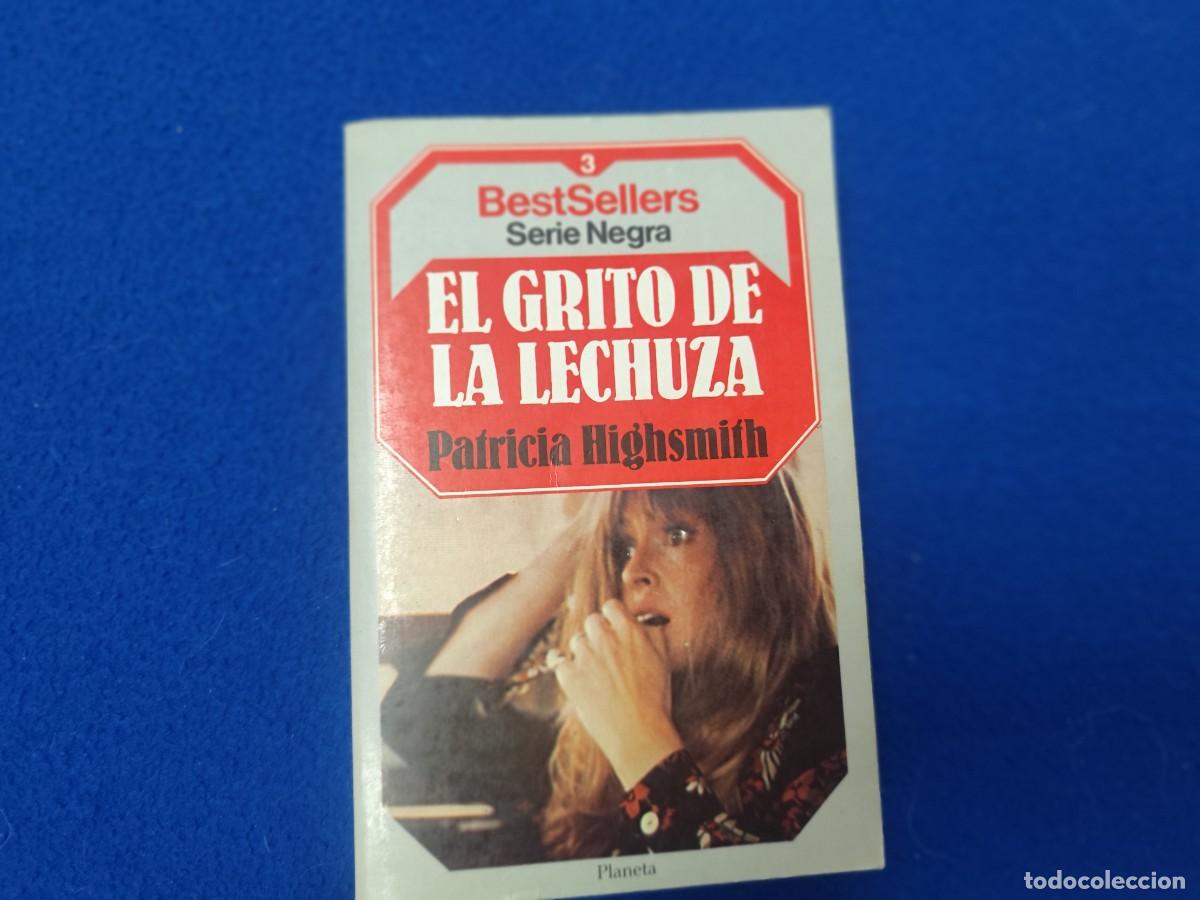 3
BestSellers
Serie Negra
EL GRITO DE
LA LECHUZA
Patricia Highsmith
Planeta
todocoleccion